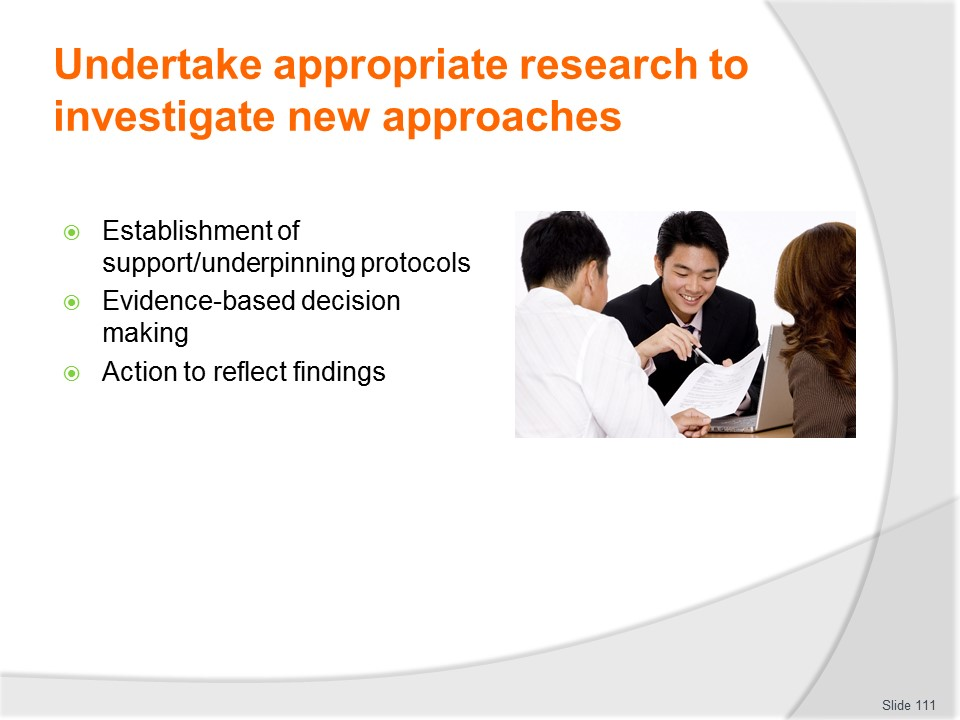 Undertake appropriate research to
investigate new approaches
Establishment of
support/underpinning protocols
Evidence-based decision
making
Action to reflect findings
Slide 111